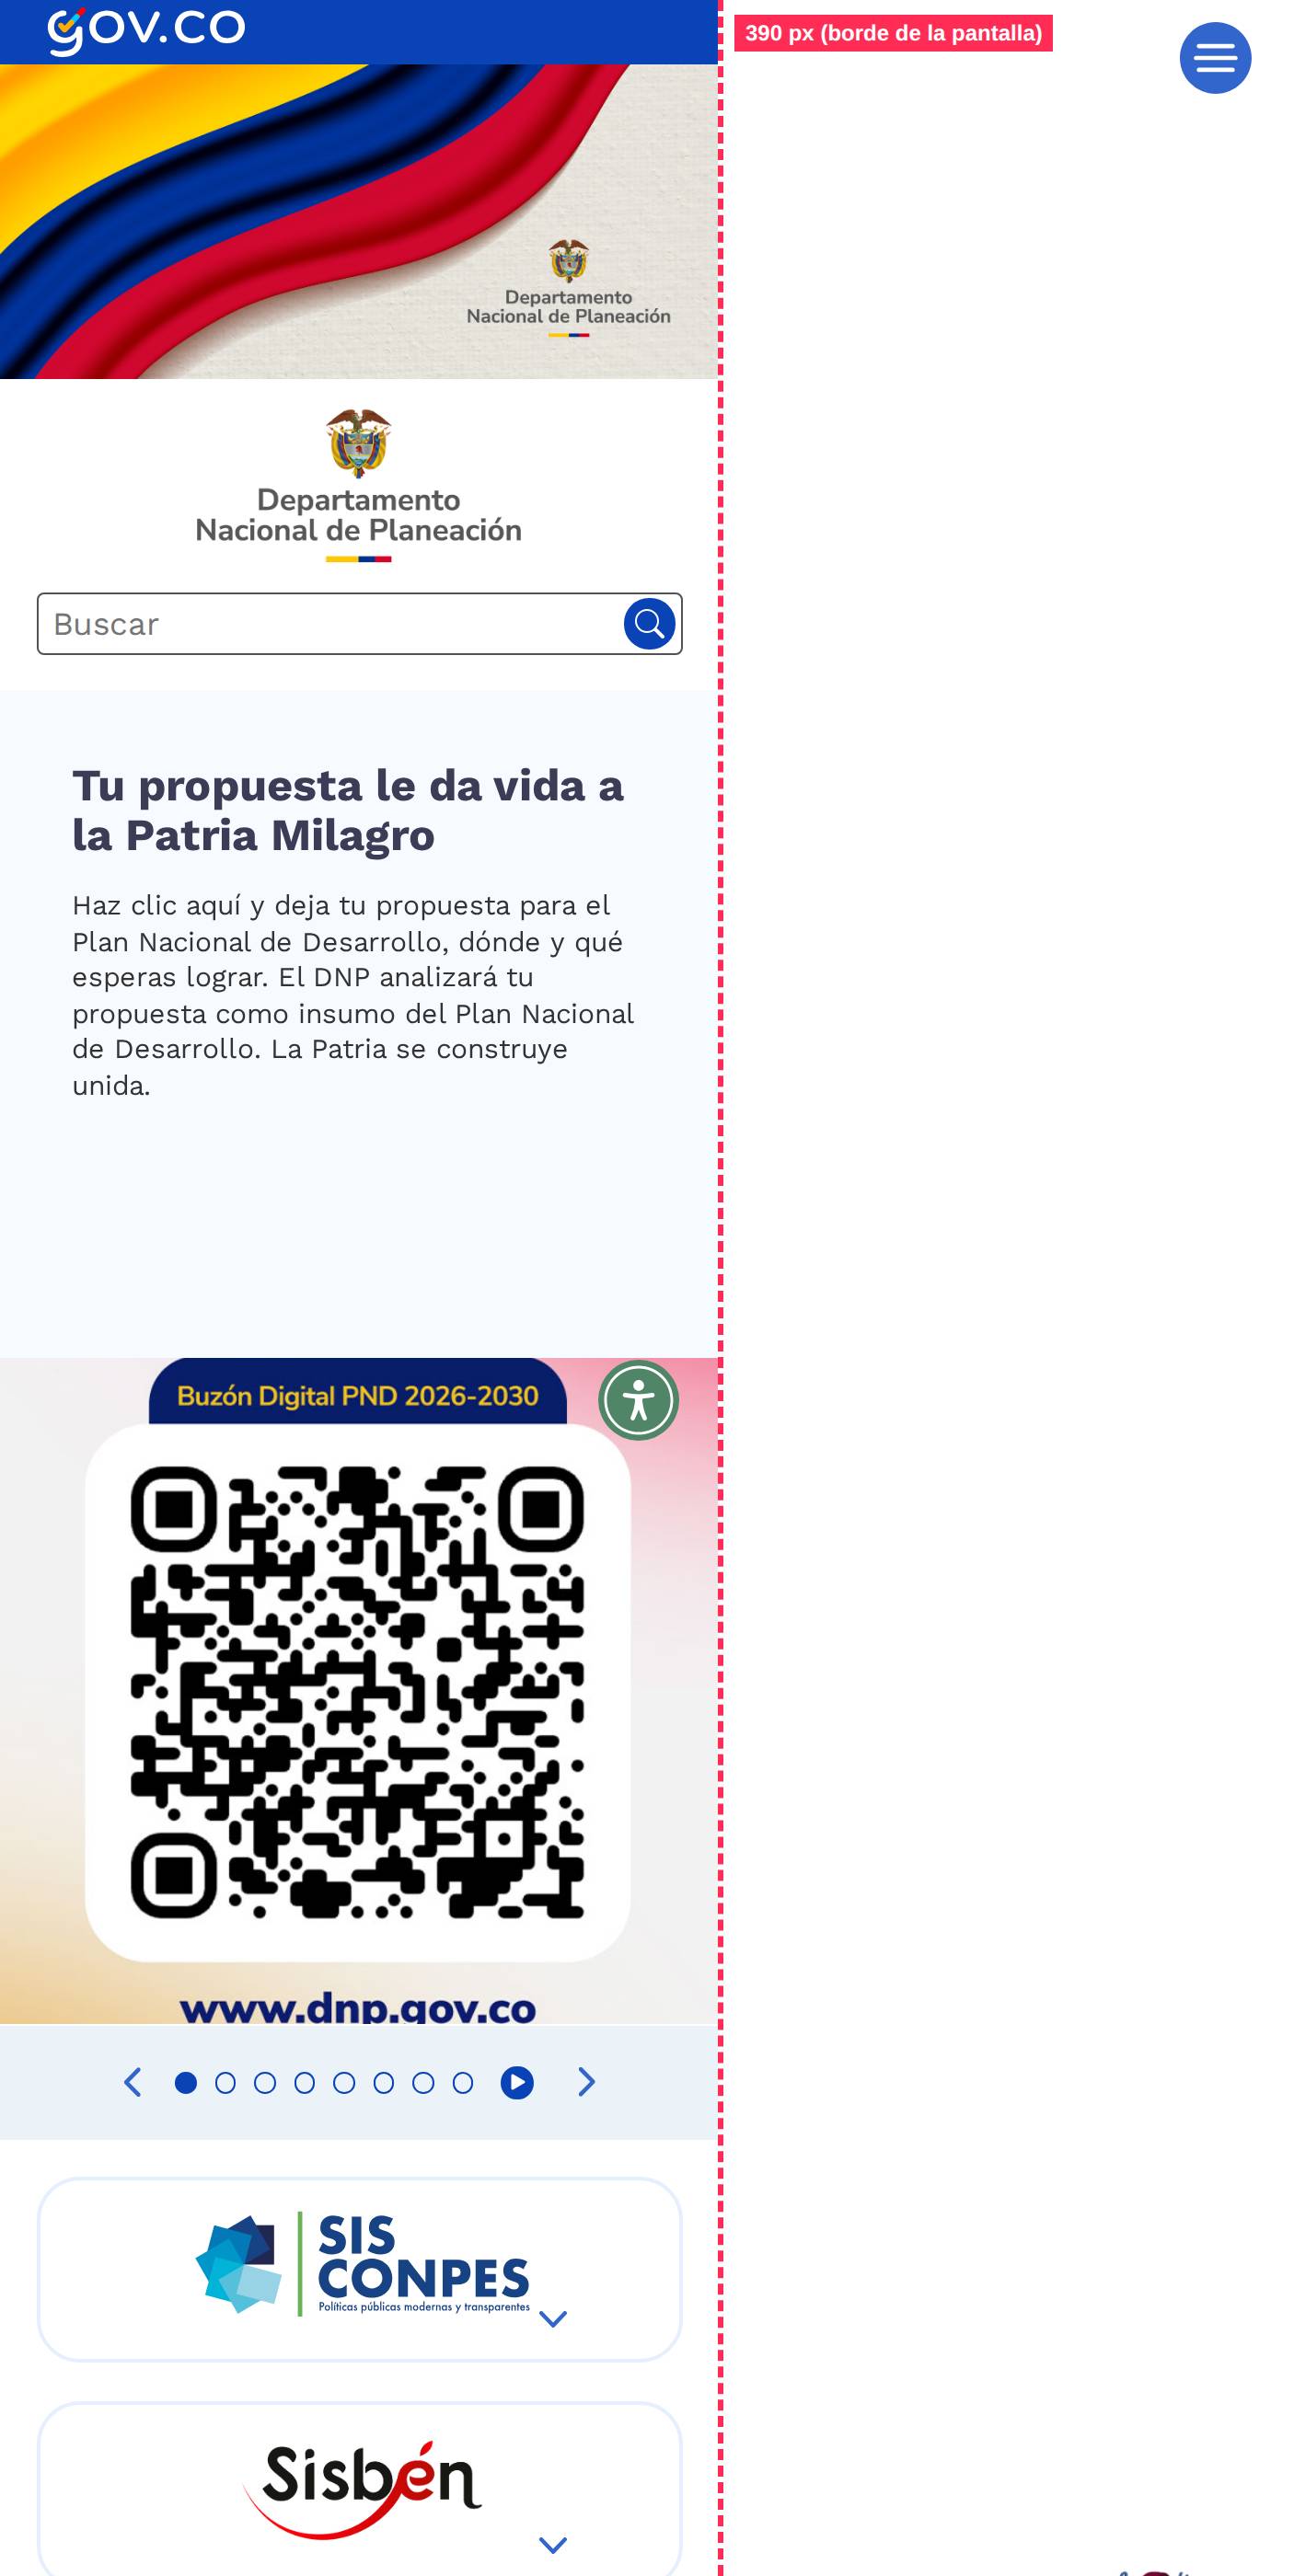 GOV.CO
390 px (borde de la pantalla)
Departamento
Nacional de Planeación
Departamento
Nacional de Planeación
Buscar
Tu propuesta le da vida a
la Patria Milagro
Haz clic aquí y deja tu propuesta para el
Plan Nacional de Desarrollo, dónde y qué
esperas lograr. El DNP analizará tu
propuesta como insumo del Plan Nacional
de Desarrollo. La Patria se construye
unida.
Buzón Digital PND 2026-2030
www.dnp.gov.co
SIS
CONPES
Políticas públicas modernas y transparentes
Sisbén